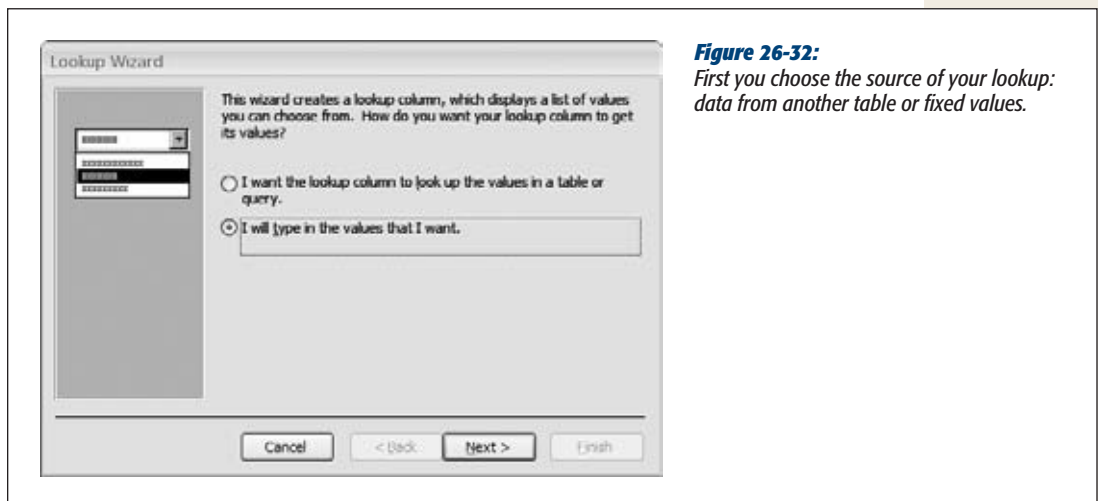 Lookup Wizard
This wizard creates a lookup column, which displays a list of values
you can choose from. How do you want your lookup column to get
its values?
I want the lookup column to look up the values in a table or
query.
I will type in the values that I want.
Cancel
< Back
Next >
Finish
Figure 26-32:
First you choose the source of your lookup:
data from another table or fixed values.